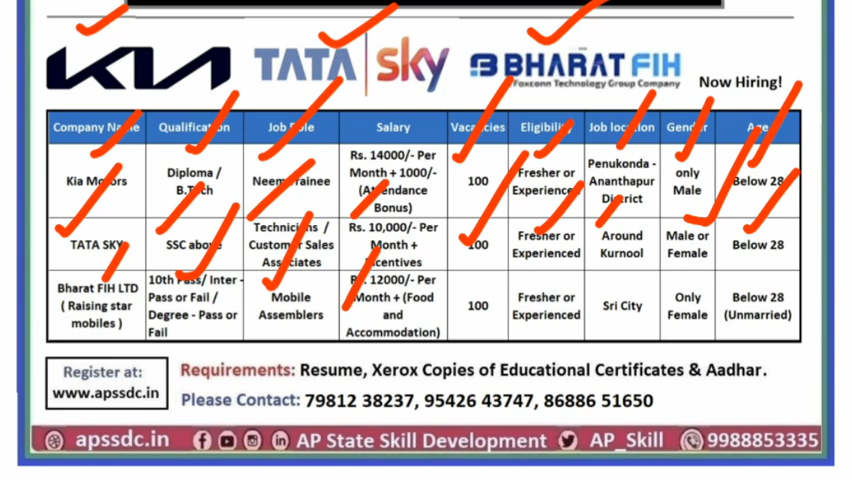 KIA TATA sky BHARAT FIH
A Foxconn Technology Group Company
Now Hiring!
Company Name Qualification Job Role Salary Vacancies Eligibility Job location Gender Age
Kia Motors
Diploma /
B.Tech
Neem Trainee
Rs. 14000/- Per
Month + 1000/-
(Attendance
Bonus)
100
Fresher or
Experienced
Penukonda -
Ananthapur
District
only
Male
Below 28
TATA SKY
SSC above
Technicians /
Customer Sales
Associates
Rs. 10,000/- Per
Month +
Incentives
100
Fresher or
Experienced
Around
Kurnool
Male or
Female
Below 28
Bharat FIH LTD
( Raising star
mobiles )
10th Pass/ Inter -
Pass or Fail /
Degree - Pass or
Fail
Mobile
Assemblers
Rs. 12000/- Per
Month + (Food
and
Accommodation)
100
Fresher or
Experienced
Sri City
Only
Female
Below 28
(Unmarried)
Register at:
www.apssdc.in
Requirements: Resume, Xerox Copies of Educational Certificates & Aadhar.
Please Contact: 79812 38237, 95426 43747, 86886 51650
apssdc.in AP State Skill Development AP_Skill 9988853335